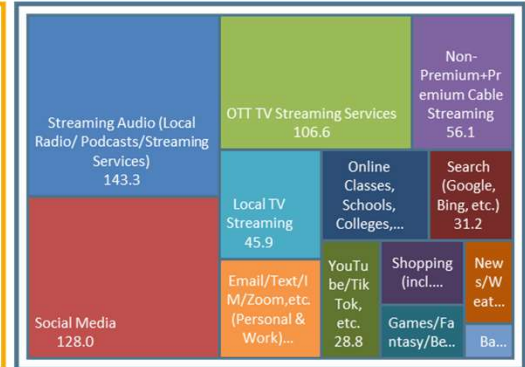 Streaming Audio (Local
Radio/ Podcasts/Streaming
Services)
143.3
Social Media
128.0
OTT TV Streaming Services
106.6
Non-
Premium+Pr
emium Cable
Streaming
56.1
Local TV
Streaming
45.9
Online
Classes,
Schools,
Colleges,...
Search
(Google,
Bing, etc.)
31.2
Email/Text/I
M/Zoom,etc.
(Personal &
Work)...
YouTu
be/Tik
Tok,
etc.
28.8
Shopping
(incl....
New
s/W
eat...
Games/Fa
ntasy/Be...
Ba...